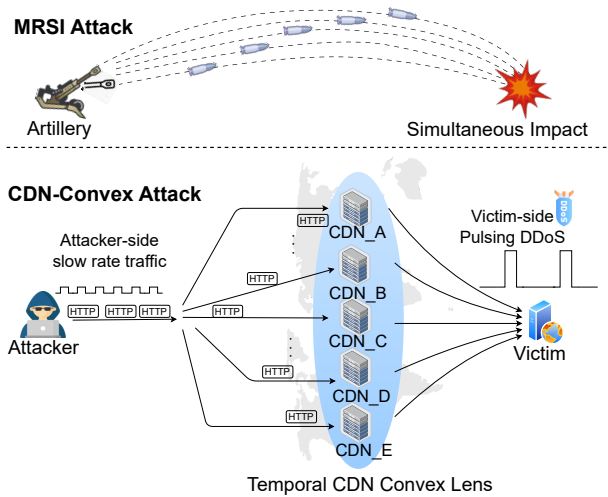 MRSI Attack
Artillery
Simultaneous Impact
CDN-Convex Attack
Attacker-side
slow rate traffic
HTTP HTTP HTTP
Attacker
HTTP
HTTP
HTTP
HTTP
HTTP
CDN_A
CDN_B
CDN_C
CDN_D
CDN_E
DDoS
Victim-side
Pulsing DDoS
Victim
Temporal CDN Convex Lens